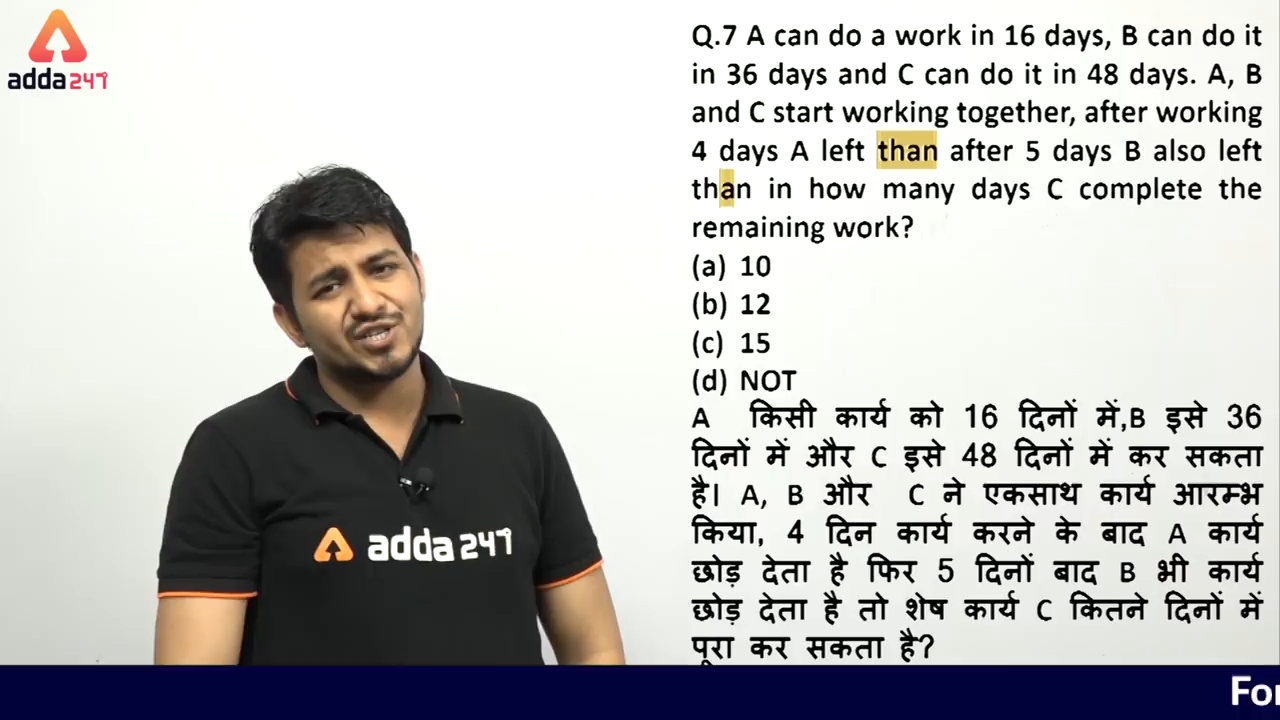 adda247
Q.7 A can do a work in 16 days, B can do it
in 36 days and C can do it in 48 days. A, B
and C start working together, after working
4 days A left than after 5 days B also left
than in how many days C complete the
remaining work?
(a) 10
(b) 12
(c) 15
(d) NOT
A किसी कार्य को 16 दिनों में,B इसे 36
दिनों में और C इसे 48 दिनों में कर सकता
है। A, B और C ने एकसाथ कार्य आरम्भ
किया, 4 दिन कार्य करने के बाद A कार्य
छोड़ देता है फिर 5 दिनों बाद B भी कार्य
छोड़ देता है तो शेष कार्य C कितने दिनों में
पूरा कर सकता है?
adda247